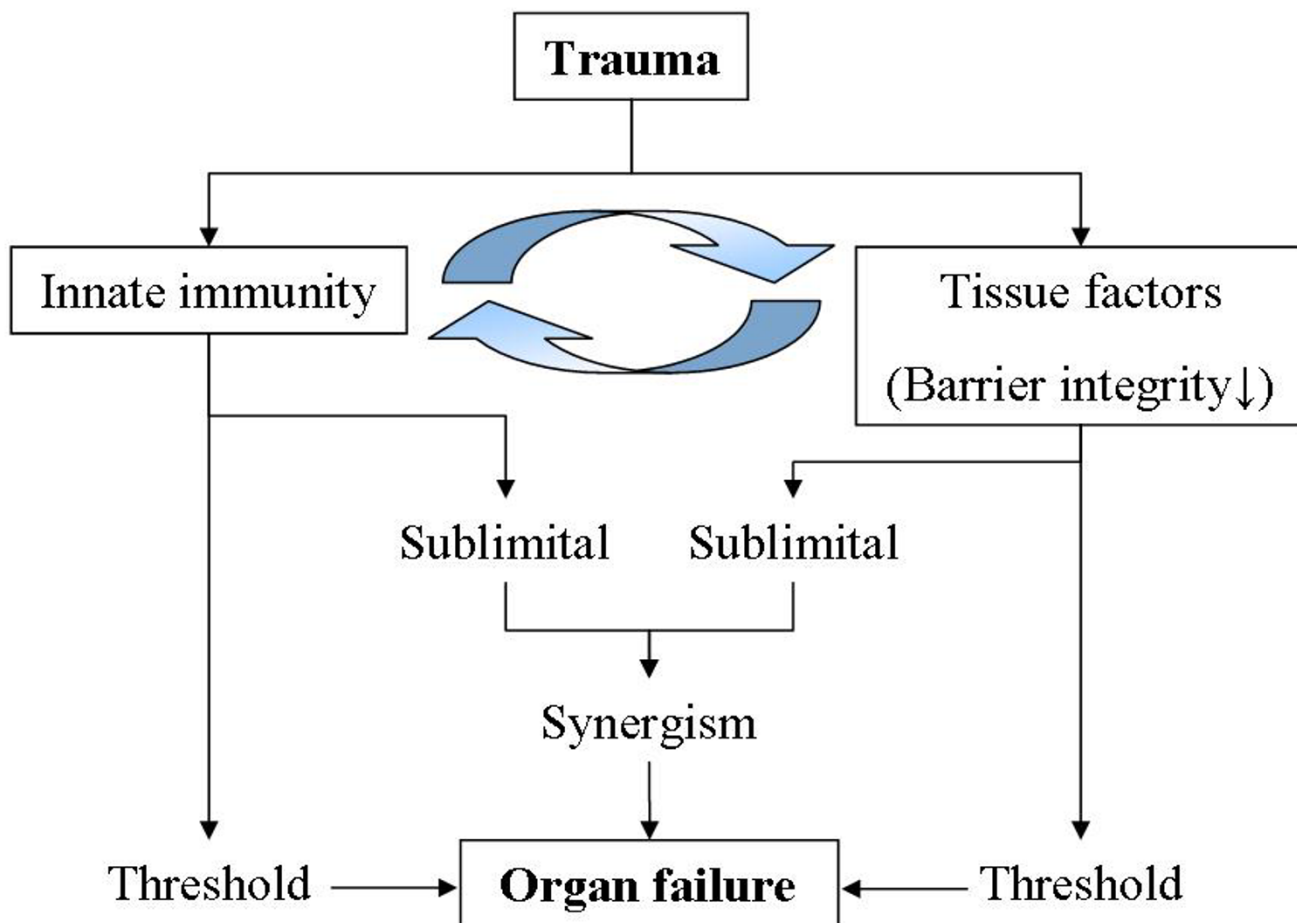 Trauma
Innate immunity
Tissue factors
(Barrier integrity↓)
Sublimital
Sublimital
Synergism
Threshold
Organ failure
Threshold